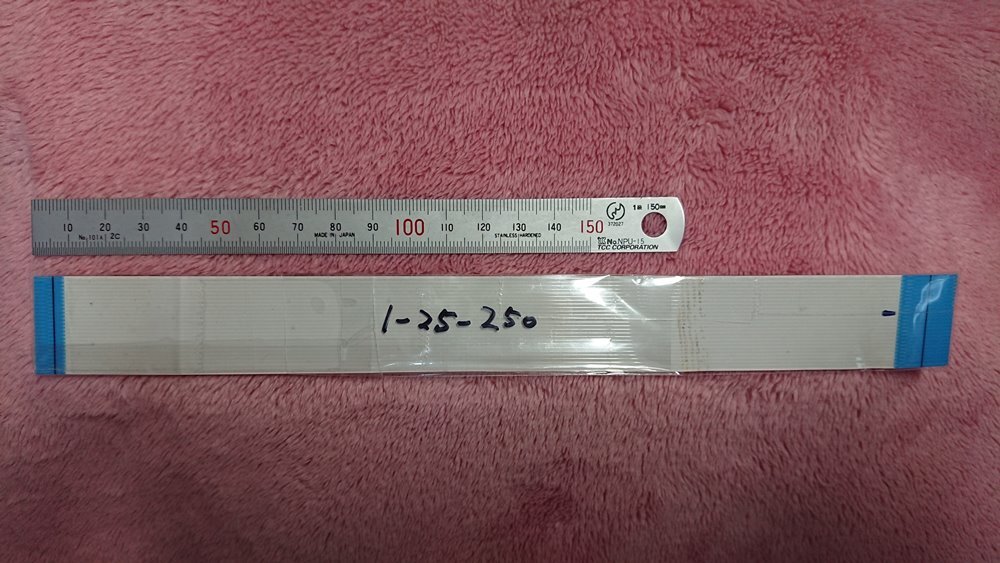 10 20 30 40 50 60 70 80 90 100 110 120 130 140 150
1級 150mm
372027
No.101A ZC MADE IN JAPAN STAINLESS HARDENED No.NPU-15
TCC CORPORATION
1-25-250